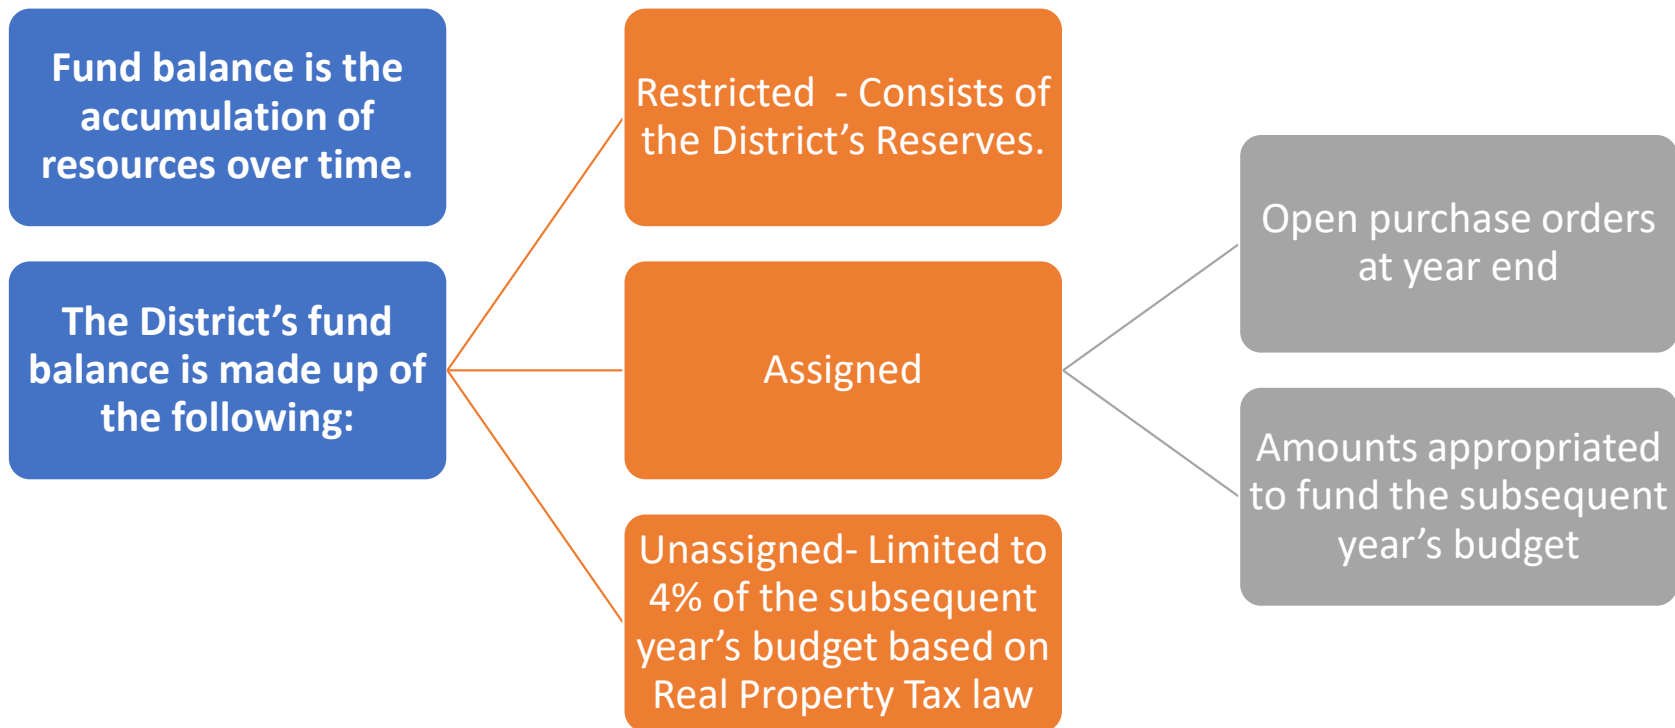 Fund balance is the
accumulation of
resources over time.
The District’s fund
balance is made up of
the following:
Restricted  - Consists of
the District’s Reserves.
Assigned
Unassigned- Limited to
4% of the subsequent
year’s budget based on
Real Property Tax law
Open purchase orders
at year end
Amounts appropriated
to fund the subsequent
year’s budget